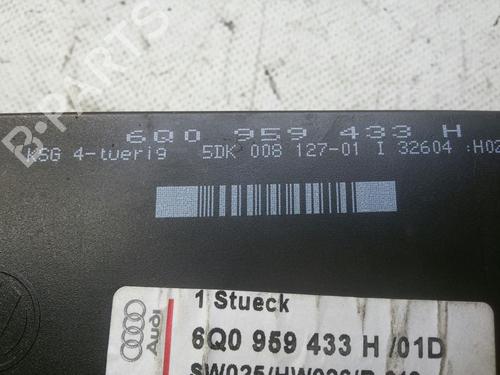 B-PARTS
6Q0 959 433 H
KSG 4-tuerig 5DK 008 127-01 I 32604 :H02
1 Stueck
Audi
6Q0 959 433 H /01D